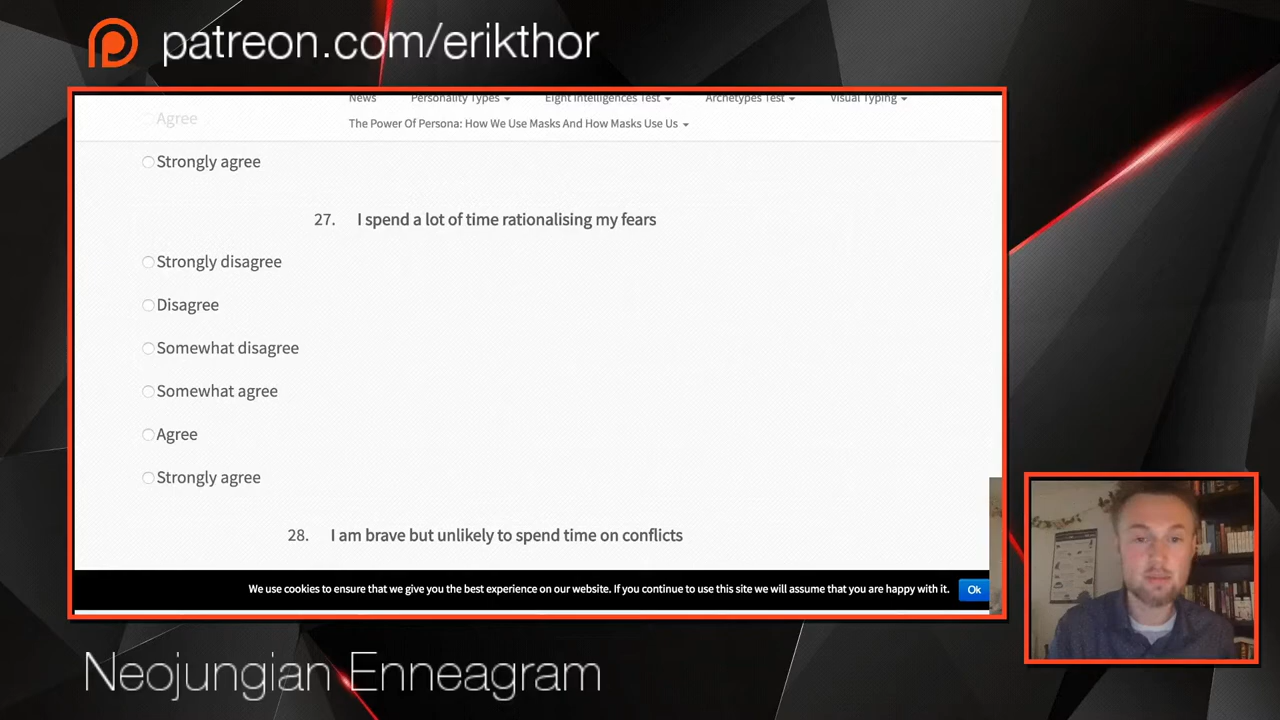 patreon.com/erikthor
News Personality Types Eight Intelligences Test Archetypes Test Visual Typing
The Power Of Persona: How We Use Masks And How Masks Use Us
Agree
Strongly agree
27. I spend a lot of time rationalising my fears
Strongly disagree
Disagree
Somewhat disagree
Somewhat agree
Agree
Strongly agree
28. I am brave but unlikely to spend time on conflicts
We use cookies to ensure that we give you the best experience on our website. If you continue to use this site we will assume that you are happy with it. Ok
Neojungian Enneagram